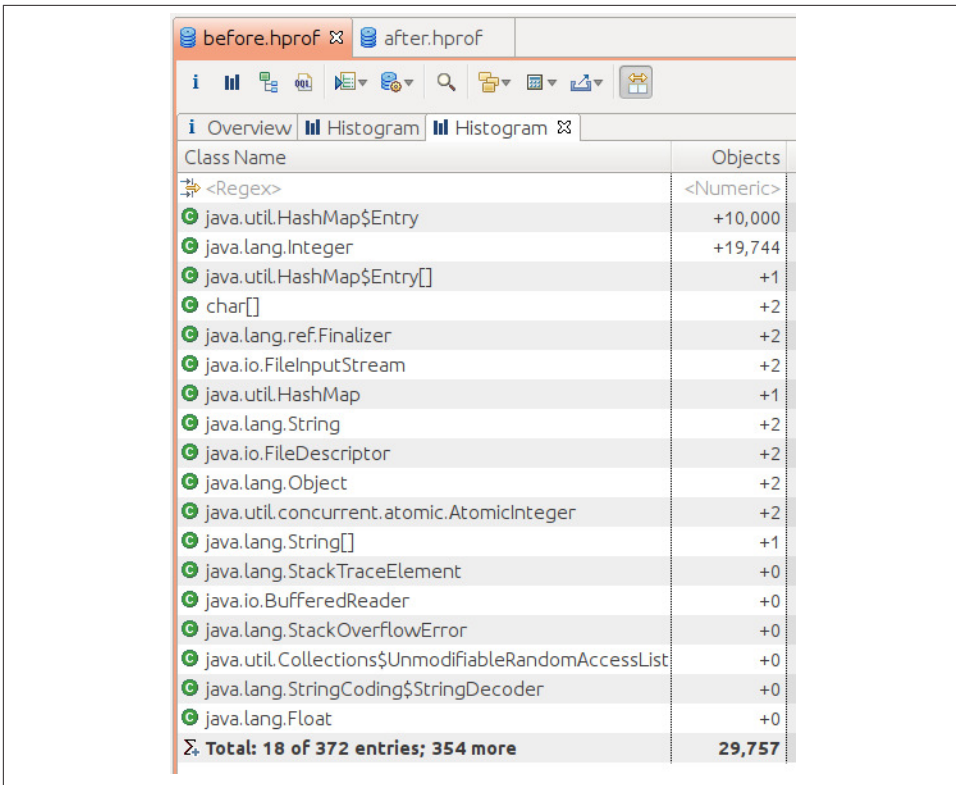 before.hprof after.hprof
i OQL
i Overview Histogram Histogram
Class Name Objects
<Regex> <Numeric>
C java.util.HashMap$Entry +10,000
C java.lang.Integer +19,744
C java.util.HashMap$Entry[] +1
C char[] +2
C java.lang.ref.Finalizer +2
C java.io.FileInputStream +2
C java.util.HashMap +1
C java.lang.String +2
C java.io.FileDescriptor +2
C java.lang.Object +2
C java.util.concurrent.atomic.AtomicInteger +2
C java.lang.String[] +1
C java.lang.StackTraceElement +0
C java.io.BufferedReader +0
C java.lang.StackOverflowError +0
C java.util.Collections$UnmodifiableRandomAccessList +0
C java.lang.StringCoding$StringDecoder +0
C java.lang.Float +0
Σ+ Total: 18 of 372 entries; 354 more 29,757